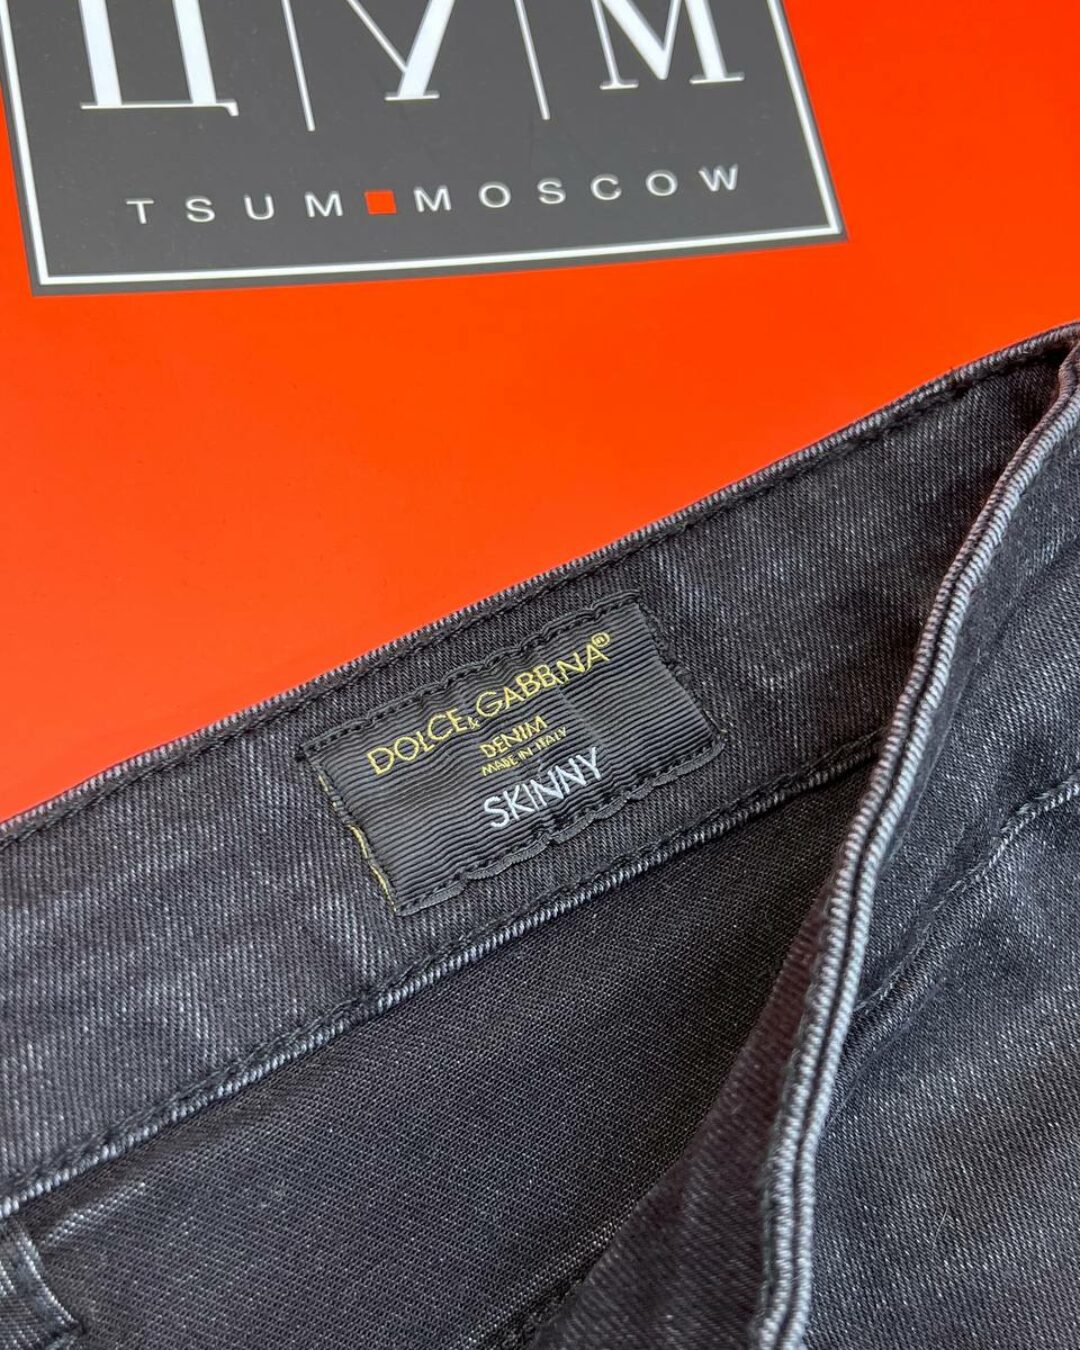 ЦУМ
TSUM MOSCOW
DOLCE & GABBANA®
DENIM
MADE IN ITALY
SKINNY